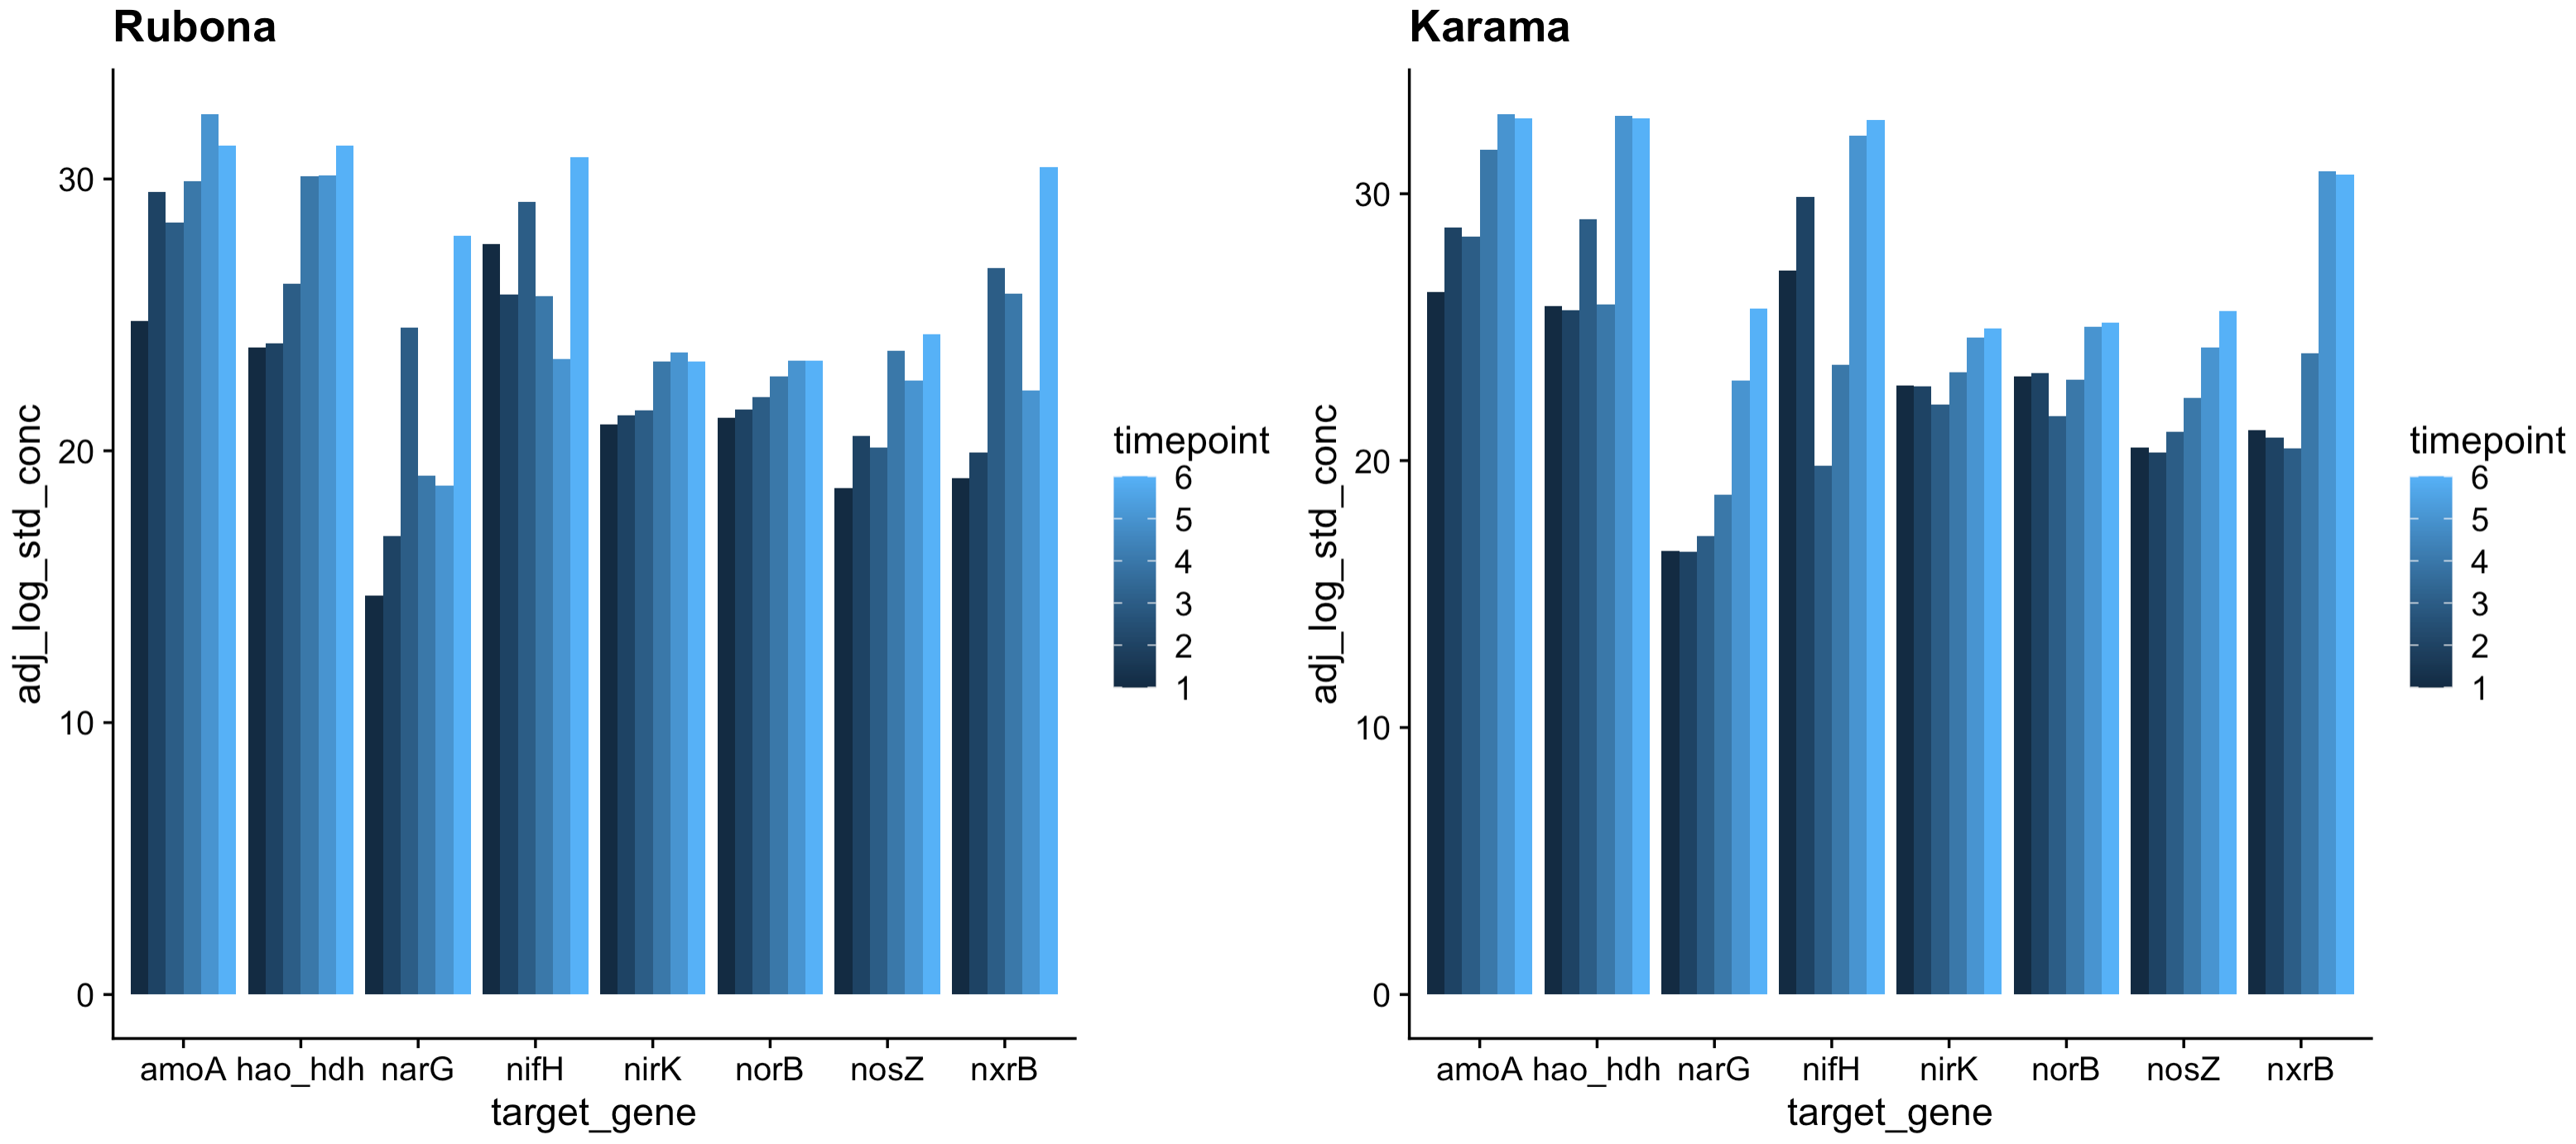 Rubona
adj_log_std_conc
30
20
10
0
amoA hao_hdh narG nifH nirK norB nosZ nxrB
target_gene
timepoint
6
5
4
3
2
1
Karama
adj_log_std_conc
30
20
10
0
amoA hao_hdh narG nifH nirK norB nosZ nxrB
target_gene
timepoint
6
5
4
3
2
1